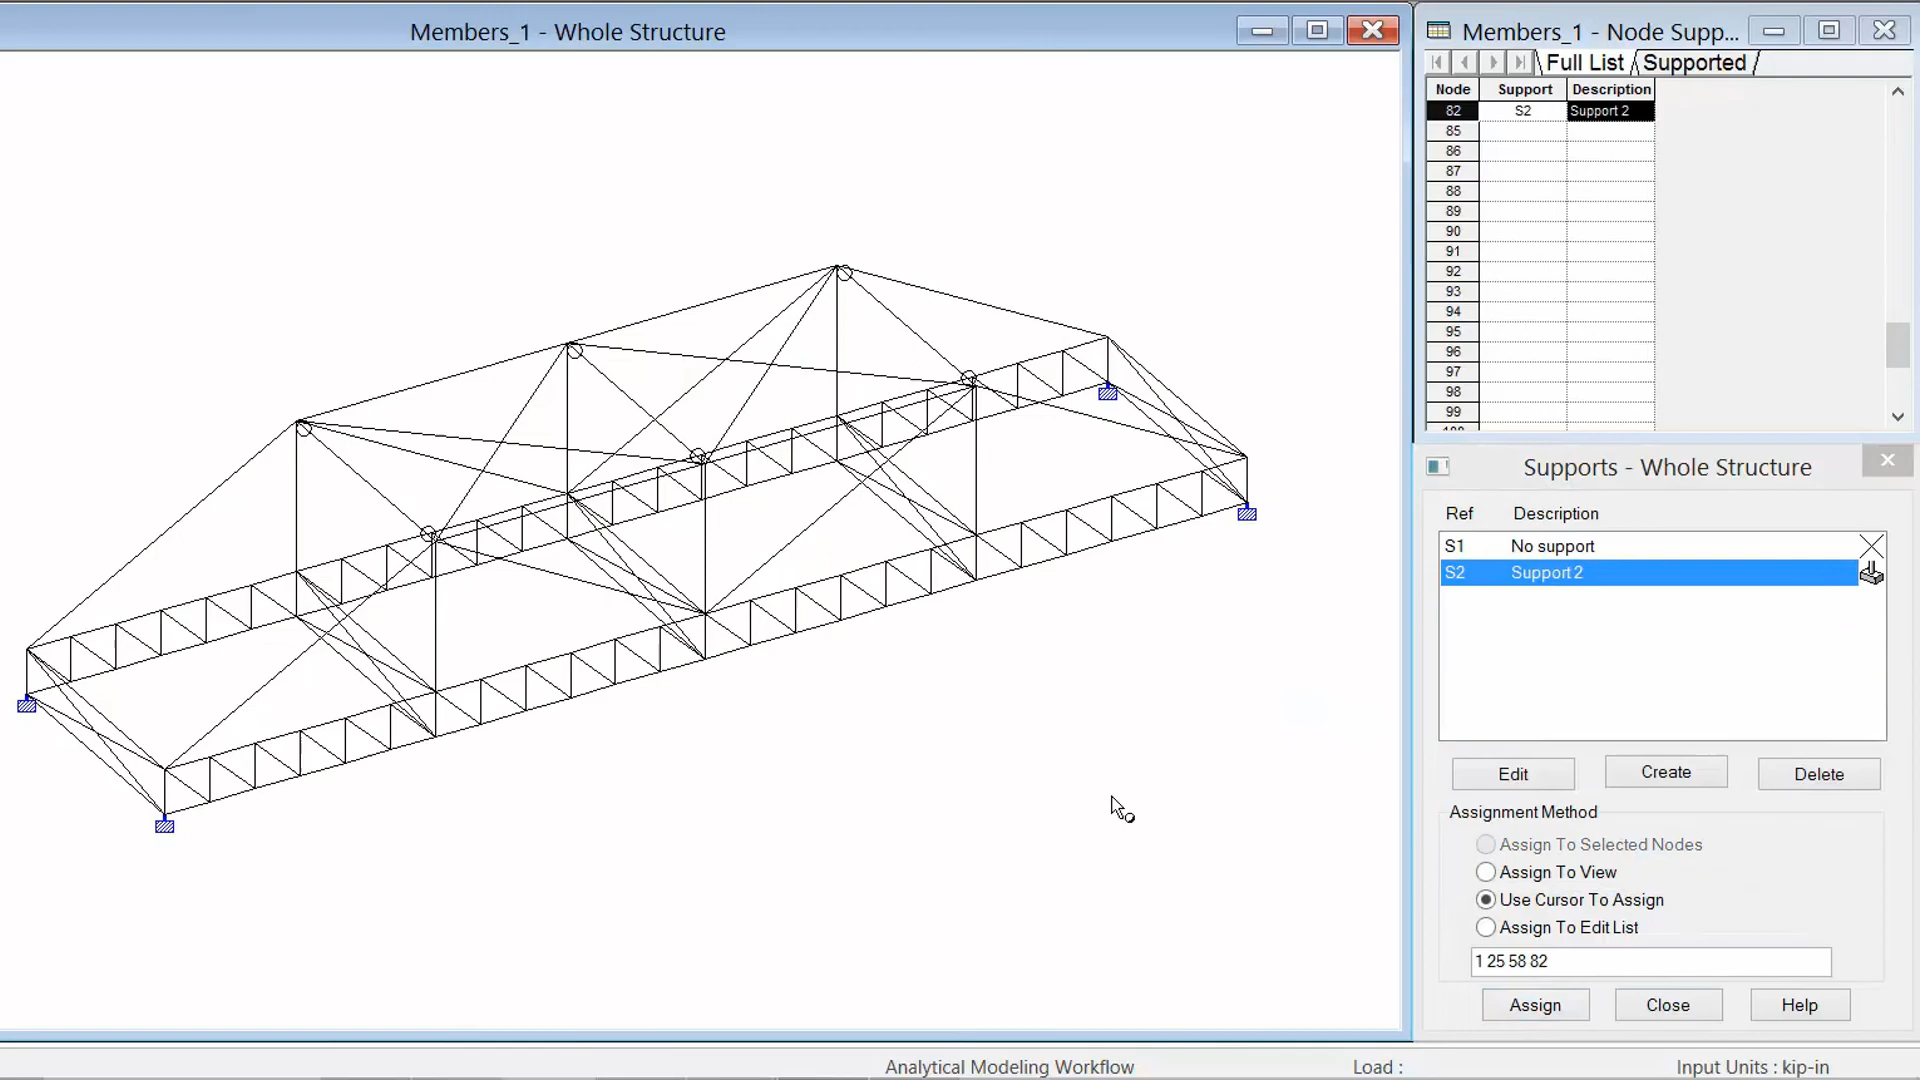 Members_1 - Whole Structure
Members_1 - Node Supp...
Full List
Supported
Node Support Description
82 S2 Support 2
85
86
87
88
89
90
91
92
93
94
95
96
97
98
99
Supports - Whole Structure
Ref Description
S1 No support
S2 Support 2
Edit
Create
Delete
Assignment Method
Assign To Selected Nodes
Assign To View
Use Cursor To Assign
Assign To Edit List
1 25 58 82
Assign
Close
Help
Analytical Modeling Workflow
Load :
Input Units : kip-in